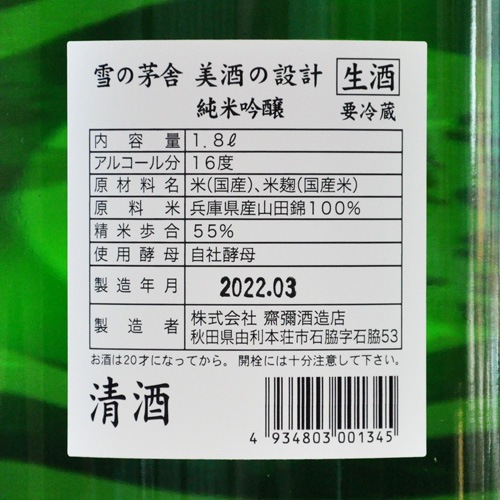 雪の茅舎 美酒の設計 生酒
純米吟醸 要冷蔵
内容量 1.8ℓ
アルコール分 16度
原材料名 米(国産)、米麹(国産米)
原料米 兵庫県産山田錦100%
精米歩合 55%
使用酵母 自社酵母
製造年月 2022.03
製造者 株式会社 齋彌酒造店
秋田県由利本荘市石脇字石脇53
お酒は20才になってから。開栓には十分注意して下さい。
清酒
4 934803 001345